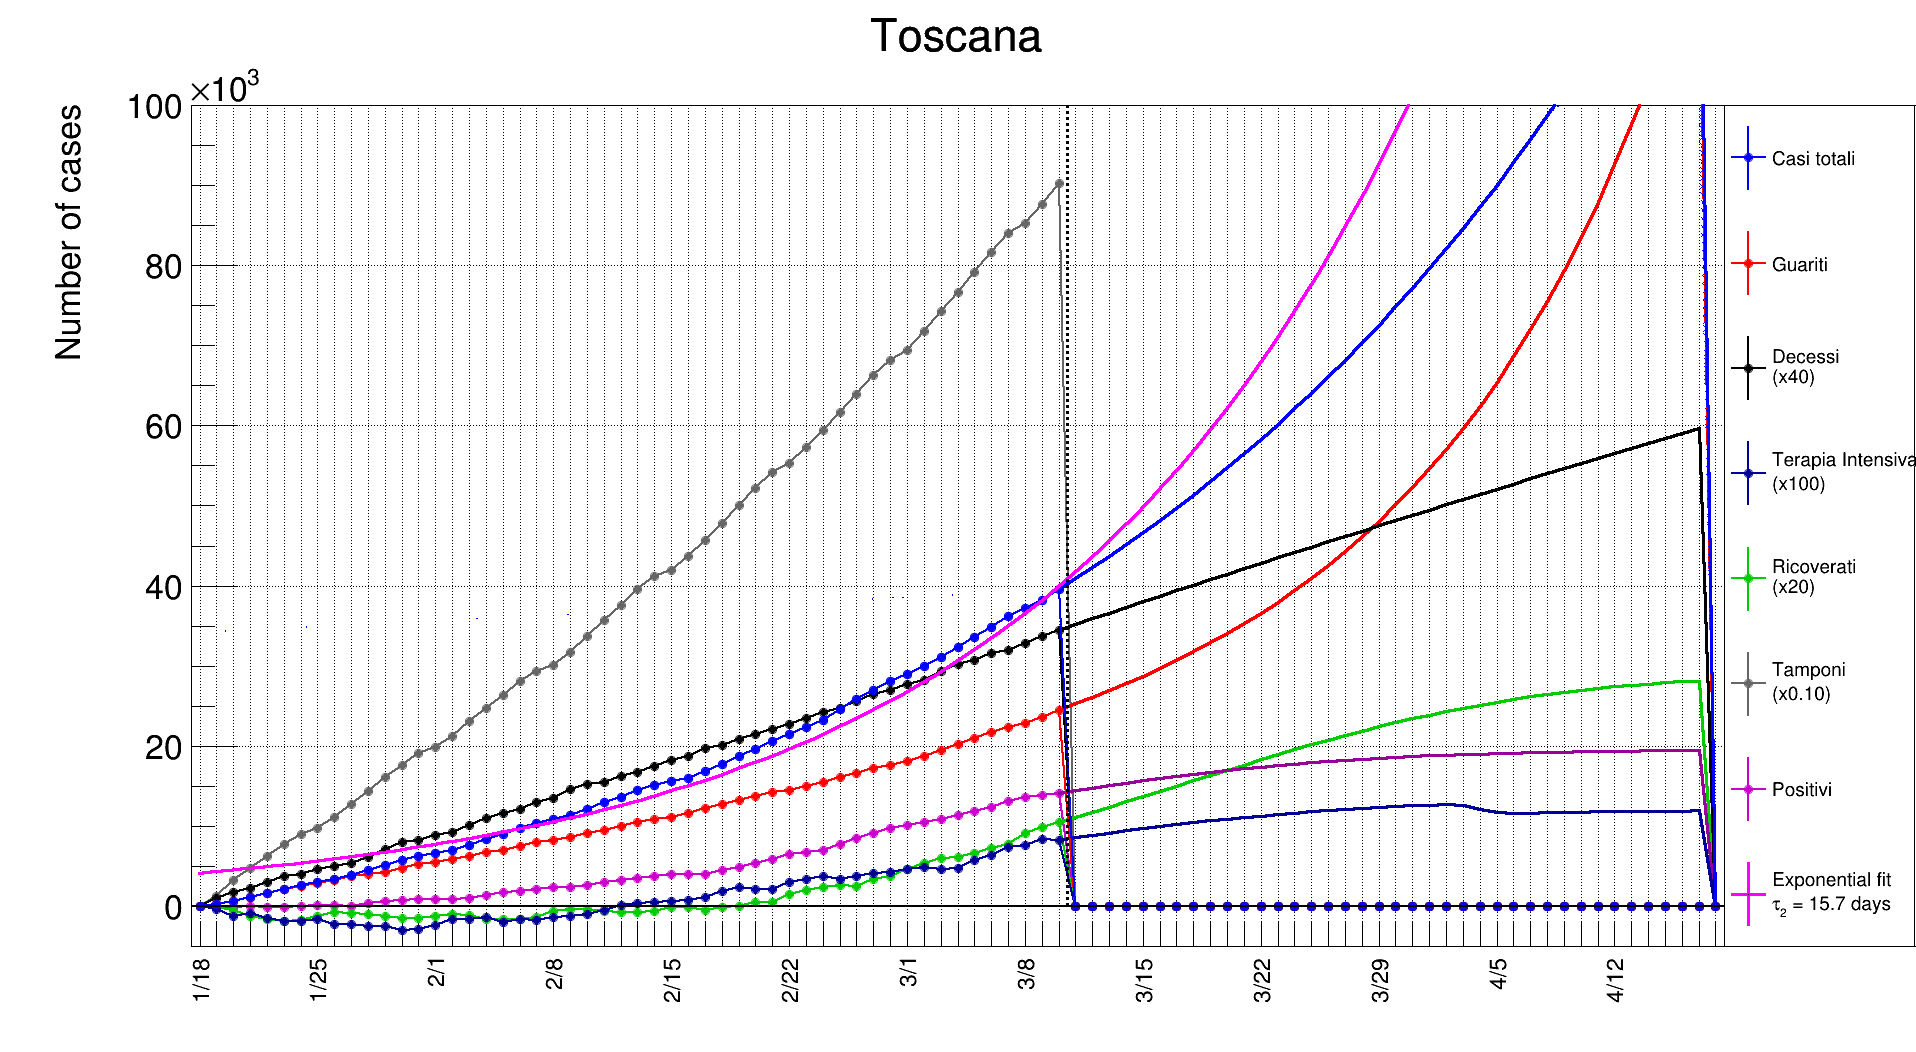 Toscana
×10³
Number of cases
100
80
60
40
20
0
1/18
1/25
2/1
2/8
2/15
2/22
3/1
3/8
3/15
3/22
3/29
4/5
4/12
Casi totali
Guariti
Decessi
(x40)
Terapia Intensiva
(x100)
Ricoverati
(x20)
Tamponi
(x0.10)
Positivi
Exponential fit
τ₂ = 15.7 days